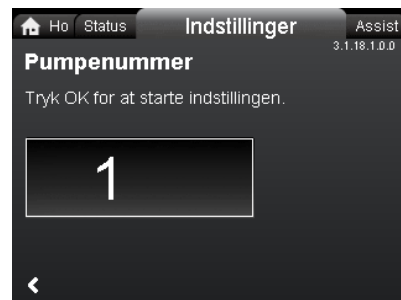 Ho Status Indstillinger Assist
3.1.18.1.0.0
Pumpenummer
Tryk OK for at starte indstillingen.
1